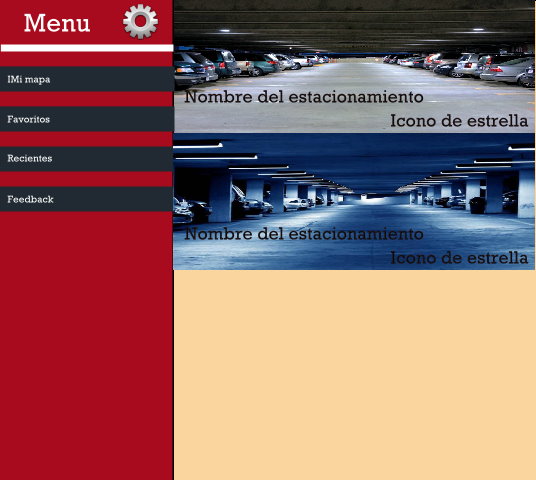 Menu
IMi mapa
Favoritos
Recientes
Feedback
Nombre del estacionamiento
Icono de estrella
Nombre del estacionamiento
Icono de estrella